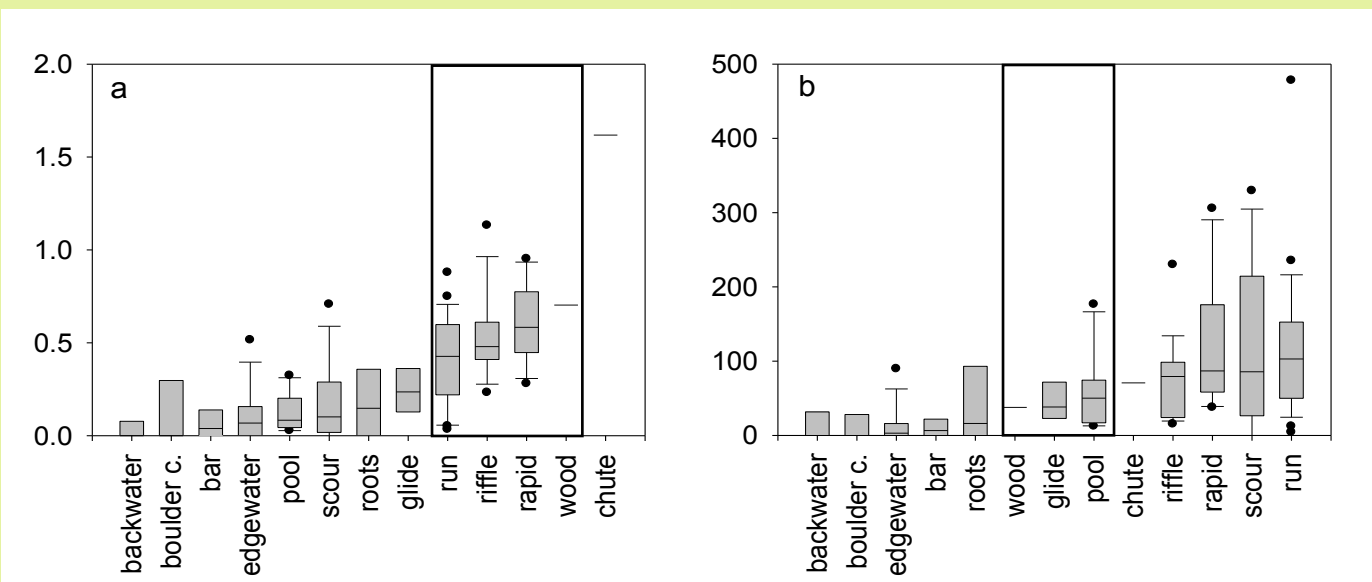 a
2.0
1.5
1.0
0.5
0.0
backwater
boulder c.
bar
edgewater
pool
scour
roots
glide
run
riffle
rapid
wood
chute
b
500
400
300
200
100
0
backwater
boulder c.
edgewater
bar
roots
wood
glide
pool
chute
riffle
rapid
scour
run